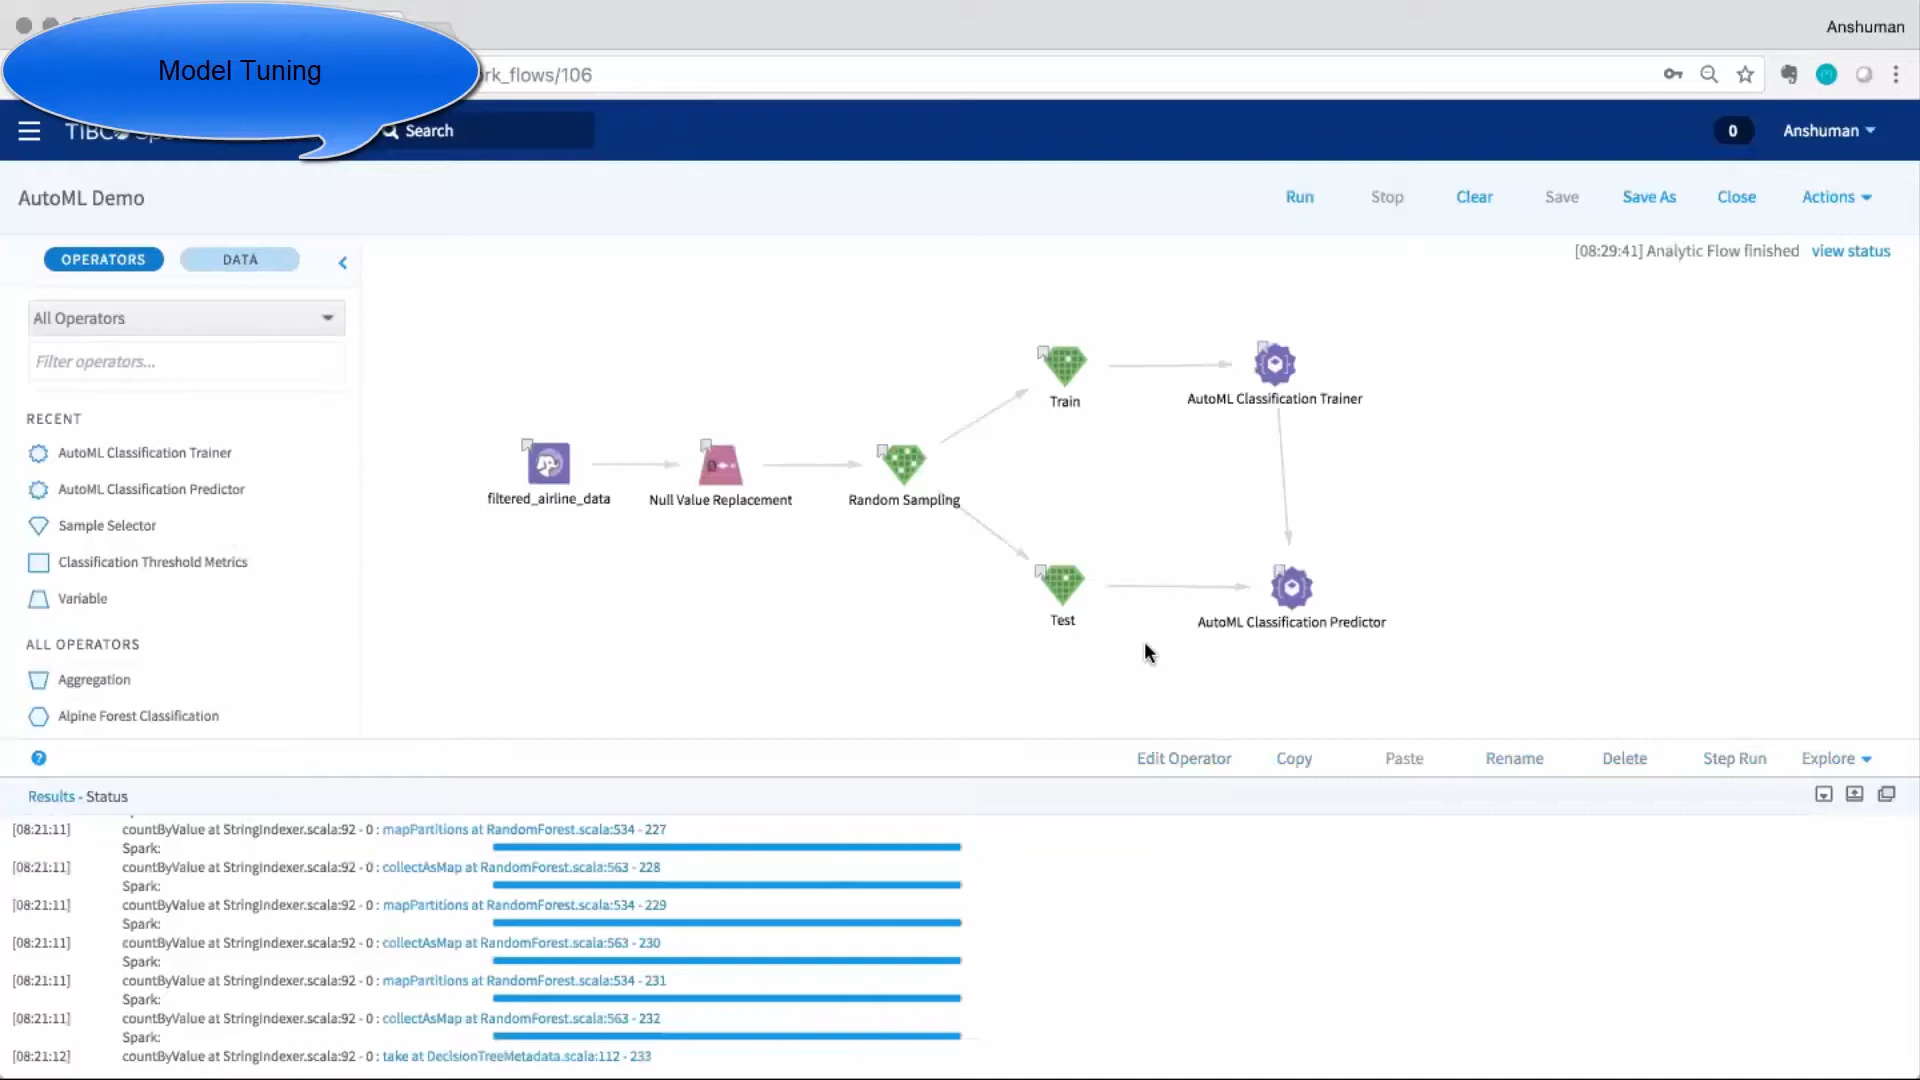 Anshuman
Model Tuning
rk_flows/106
TIBCO
Search
0
Anshuman
AutoML Demo
Run
Stop
Clear
Save
Save As
Close
Actions
OPERATORS
DATA
[08:29:41] Analytic Flow finished view status
All Operators
Filter operators...
RECENT
AutoML Classification Trainer
AutoML Classification Predictor
Sample Selector
Classification Threshold Metrics
Variable
ALL OPERATORS
Aggregation
Alpine Forest Classification
Train
AutoML Classification Trainer
filtered_airline_data
Null Value Replacement
Random Sampling
Test
AutoML Classification Predictor
?
Edit Operator
Copy
Paste
Rename
Delete
Step Run
Explore
Results - Status
[08:21:11] countByValue at StringIndexer.scala:92 - 0 : mapPartitions at RandomForest.scala:534 - 227
Spark:
[08:21:11] countByValue at StringIndexer.scala:92 - 0 : collectAsMap at RandomForest.scala:563 - 228
Spark:
[08:21:11] countByValue at StringIndexer.scala:92 - 0 : mapPartitions at RandomForest.scala:534 - 229
Spark:
[08:21:11] countByValue at StringIndexer.scala:92 - 0 : collectAsMap at RandomForest.scala:563 - 230
Spark:
[08:21:11] countByValue at StringIndexer.scala:92 - 0 : mapPartitions at RandomForest.scala:534 - 231
Spark:
[08:21:11] countByValue at StringIndexer.scala:92 - 0 : collectAsMap at RandomForest.scala:563 - 232
Spark:
[08:21:12] countByValue at StringIndexer.scala:92 - 0 : take at DecisionTreeMetadata.scala:112 - 233